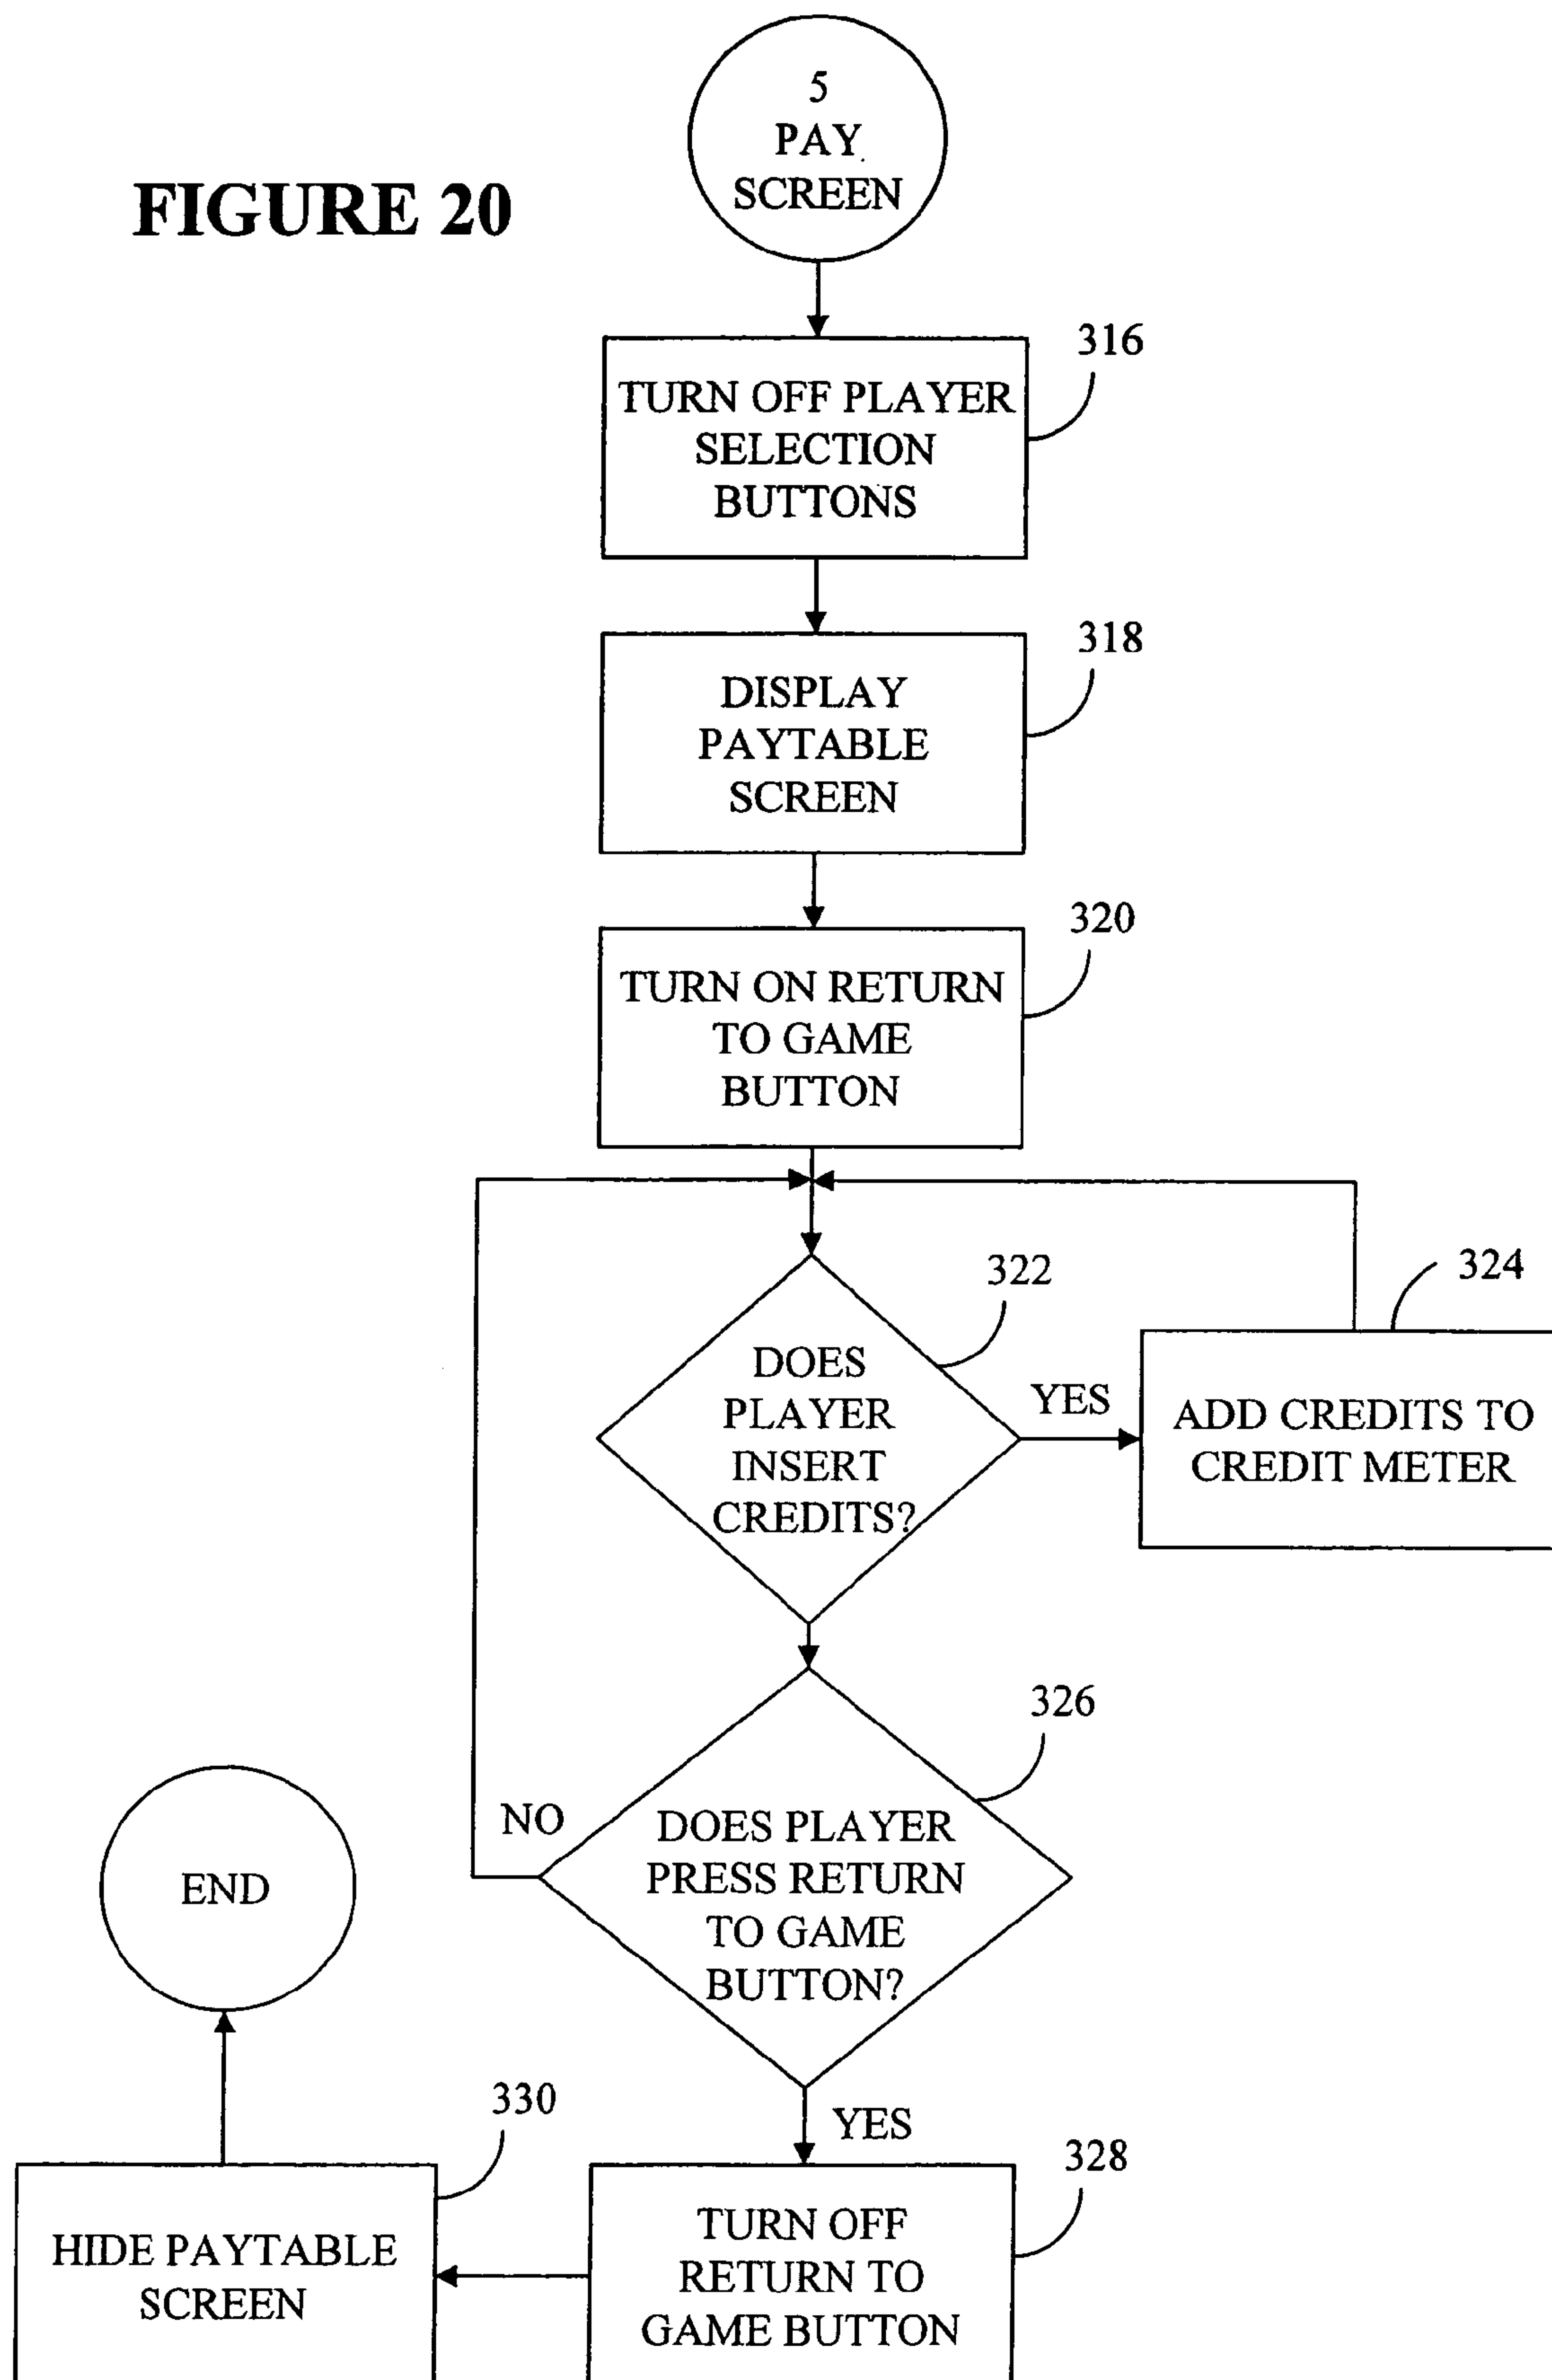 5
PAY
SCREEN
FIGURE 20
316
TURN OFF PLAYER
SELECTION
BUTTONS
318
DISPLAY
PAYTABLE
SCREEN
320
TURN ON RETURN
TO GAME
BUTTON
322
DOES
PLAYER
INSERT
CREDITS?
YES
324
ADD CREDITS TO
CREDIT METER
326
DOES PLAYER
PRESS RETURN
TO GAME
BUTTON?
NO
YES
328
TURN OFF
RETURN TO
GAME BUTTON
330
HIDE PAYTABLE
SCREEN
END